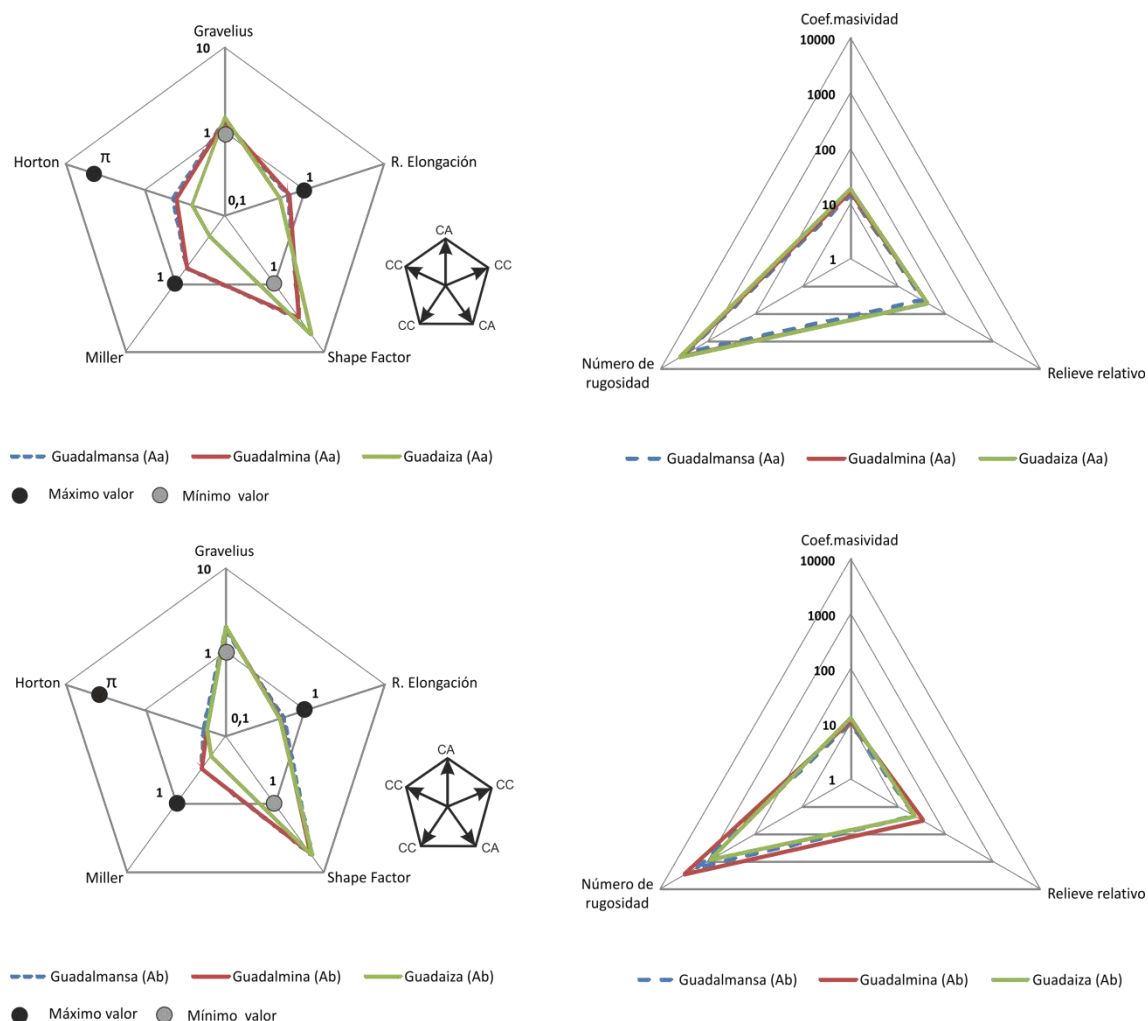 Gravelius
10
1
Horton
π
R. Elongación
1
0,1
1
1
Miller
Shape Factor
CA
CC
CC
CC
CA
Coef.masividad
10000
1000
100
10
1
Número de
rugosidad
Relieve relativo
Guadalmansa (Aa)
Guadalmina (Aa)
Guadaiza (Aa)
Máximo valor
Mínimo valor
Guadalmansa (Aa)
Guadalmina (Aa)
Guadaiza (Aa)
Gravelius
10
1
Horton
π
R. Elongación
1
0,1
1
1
Miller
Shape Factor
CA
CC
CC
CC
CA
Coef.masividad
10000
1000
100
10
1
Número de
rugosidad
Relieve relativo
Guadalmansa (Ab)
Guadalmina (Ab)
Guadaiza (Ab)
Máximo valor
Mínimo valor
Guadalmansa (Ab)
Guadalmina (Ab)
Guadaiza (Ab)